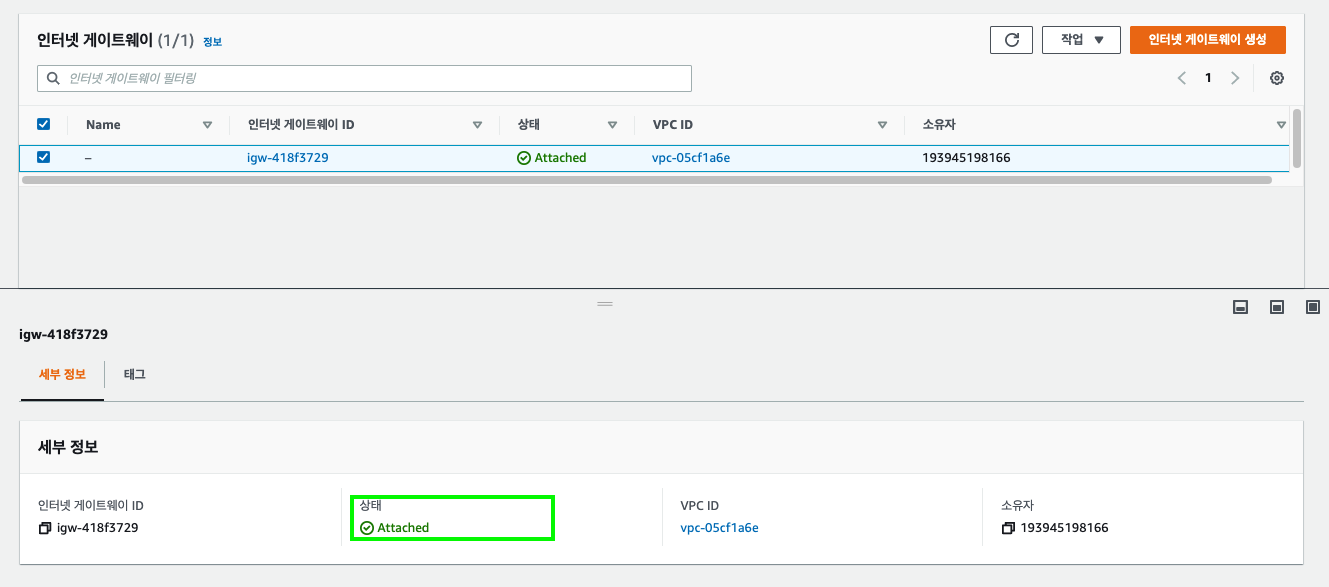 인터넷 게이트웨이 (1/1) 정보
작업
인터넷 게이트웨이 생성
인터넷 게이트웨이 필터링
1
Name 인터넷 게이트웨이 ID 상태 VPC ID 소유자
– igw-418f3729 Attached vpc-05cf1a6e 193945198166
igw-418f3729
세부 정보 태그
세부 정보
인터넷 게이트웨이 ID 상태 VPC ID 소유자
igw-418f3729 Attached vpc-05cf1a6e 193945198166